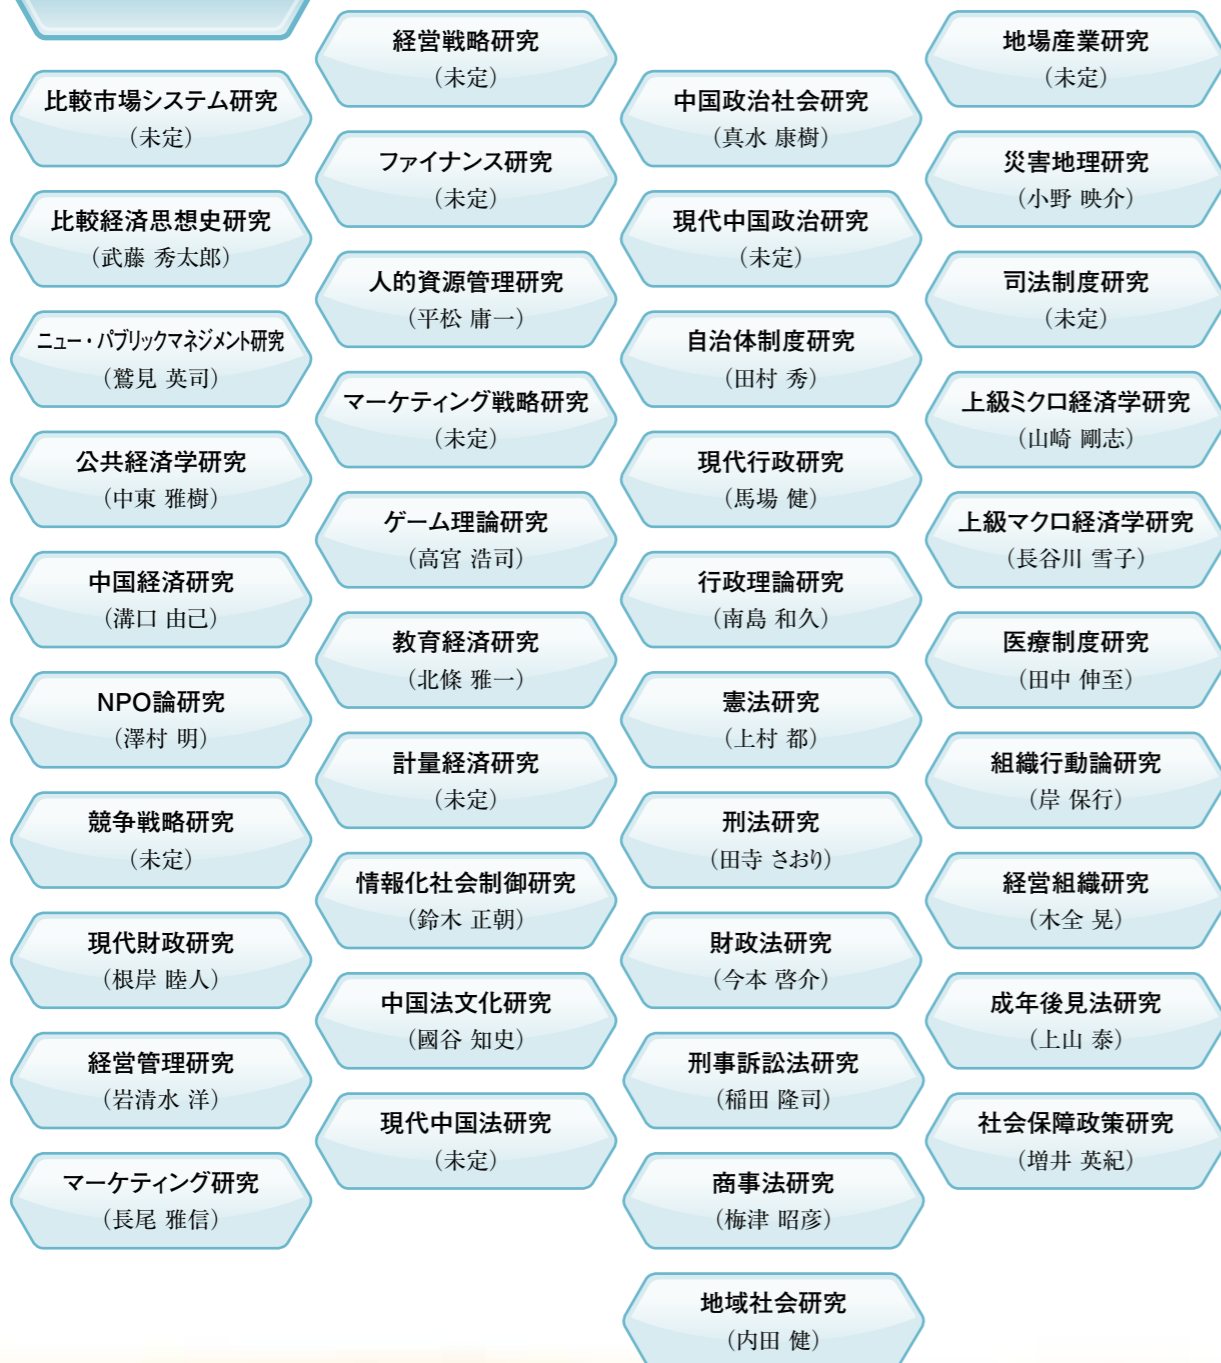 比較市場システム研究
（未定）
比較経済思想史研究
（武藤 秀太郎）
ニュー・パブリックマネジメント研究
（鷲見 英司）
公共経済学研究
（中東 雅樹）
中国経済研究
（溝口 由己）
NPO論研究
（澤村 明）
競争戦略研究
（未定）
現代財政研究
（根岸 睦人）
経営管理研究
（岩清水 洋）
マーケティング研究
（長尾 雅信）
経営戦略研究
（未定）
ファイナンス研究
（未定）
人的資源管理研究
（平松 庸一）
マーケティング戦略研究
（未定）
ゲーム理論研究
（高宮 浩司）
教育経済研究
（北條 雅一）
計量経済研究
（未定）
情報化社会制御研究
（鈴木 正朝）
中国法文化研究
（國谷 知史）
現代中国法研究
（未定）
中国政治社会研究
（真水 康樹）
現代中国政治研究
（未定）
自治体制度研究
（田村 秀）
現代行政研究
（馬場 健）
行政理論研究
（南島 和久）
憲法研究
（上村 都）
刑法研究
（田寺 さおり）
財政法研究
（今本 啓介）
刑事訴訟法研究
（稲田 隆司）
商事法研究
（梅津 昭彦）
地域社会研究
（内田 健）
地場産業研究
（未定）
災害地理研究
（小野 映介）
司法制度研究
（未定）
上級ミクロ経済学研究
（山崎 剛志）
上級マクロ経済学研究
（長谷川 雪子）
医療制度研究
（田中 伸至）
組織行動論研究
（岸 保行）
経営組織研究
（木全 晃）
成年後見法研究
（上山 泰）
社会保障政策研究
（増井 英紀）